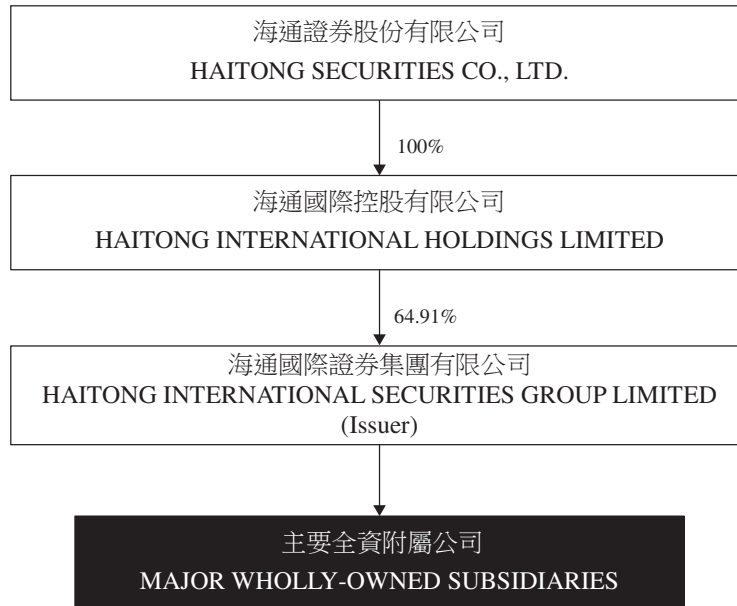 海通證券股份有限公司
HAITONG SECURITIES CO., LTD.
100%
海通國際控股有限公司
HAITONG INTERNATIONAL HOLDINGS LIMITED
64.91%
海通國際證券集團有限公司
HAITONG INTERNATIONAL SECURITIES GROUP LIMITED
(Issuer)
主要全資附屬公司
MAJOR WHOLLY-OWNED SUBSIDIARIES